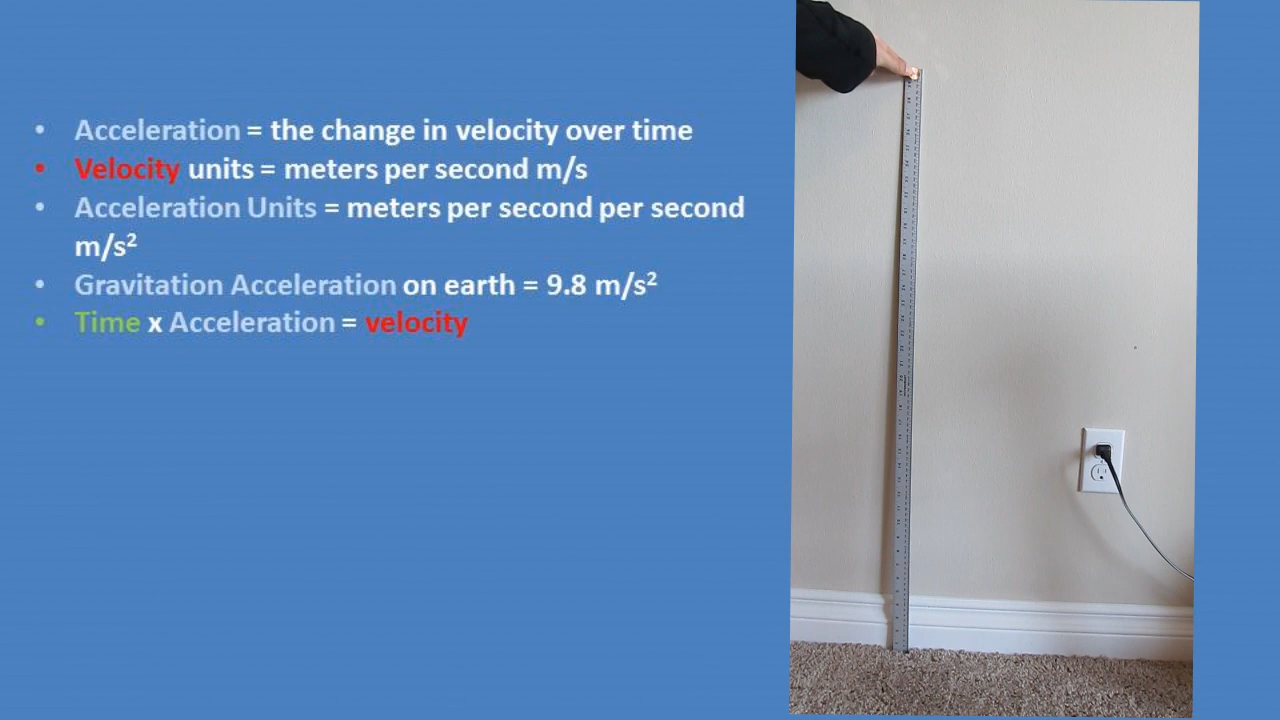 • Acceleration = the change in velocity over time
• Velocity units = meters per second m/s
• Acceleration Units = meters per second per second
m/s²
• Gravitation Acceleration on earth = 9.8 m/s²
• Time x Acceleration = velocity